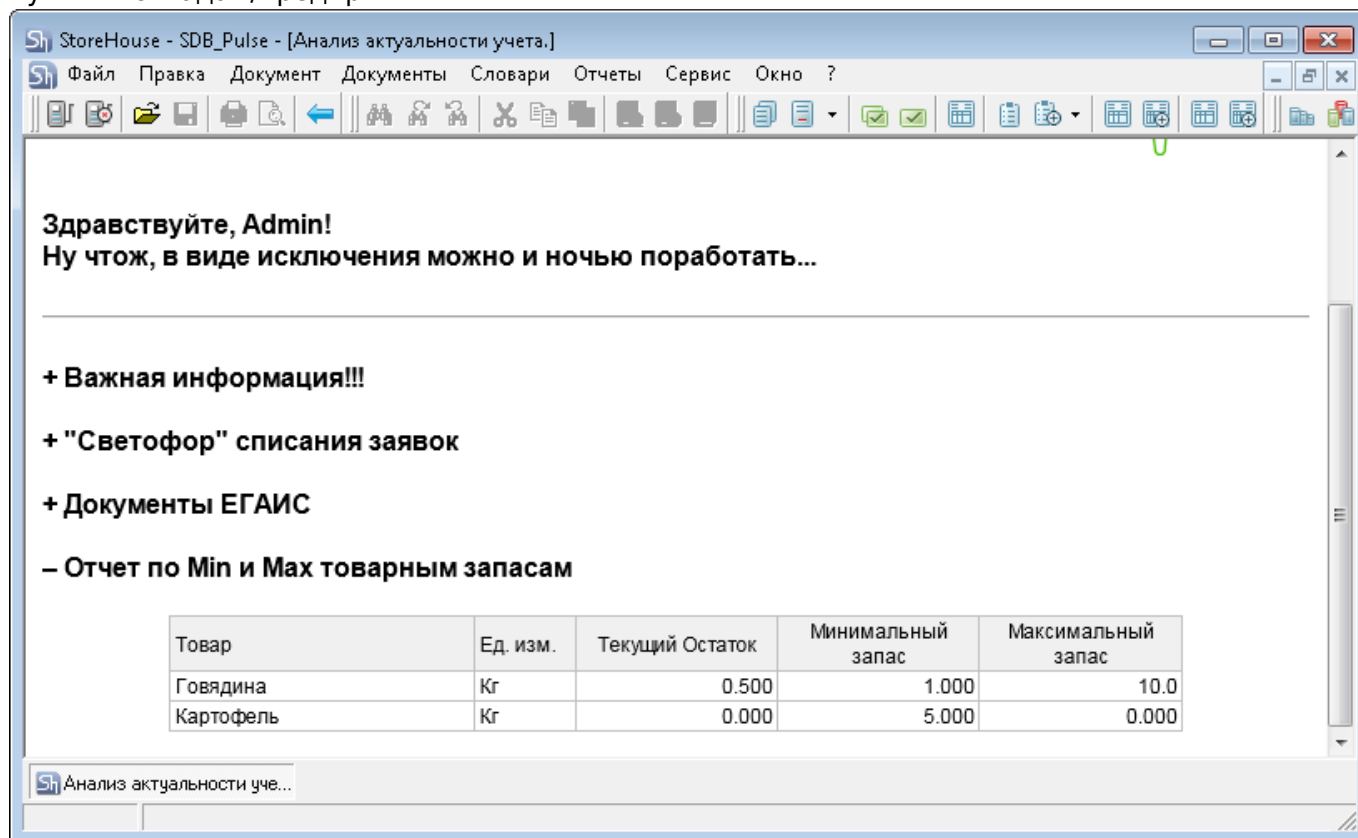 StoreHouse - SDB_Pulse - [Анализ актуальности учета.]
Файл Правка Документ Документы Словари Отчеты Сервис Окно ?
Здравствуйте, Admin!
Ну чтож, в виде исключения можно и ночью поработать...
+ Важная информация!!!
+ "Светофор" списания заявок
+ Документы ЕГАИС
– Отчет по Min и Max товарным запасам
Товар Ед. изм. Текущий Остаток Минимальный запас Максимальный запас
Говядина Кг 0.500 1.000 10.0
Картофель Кг 0.000 5.000 0.000
Анализ актуальности уче...